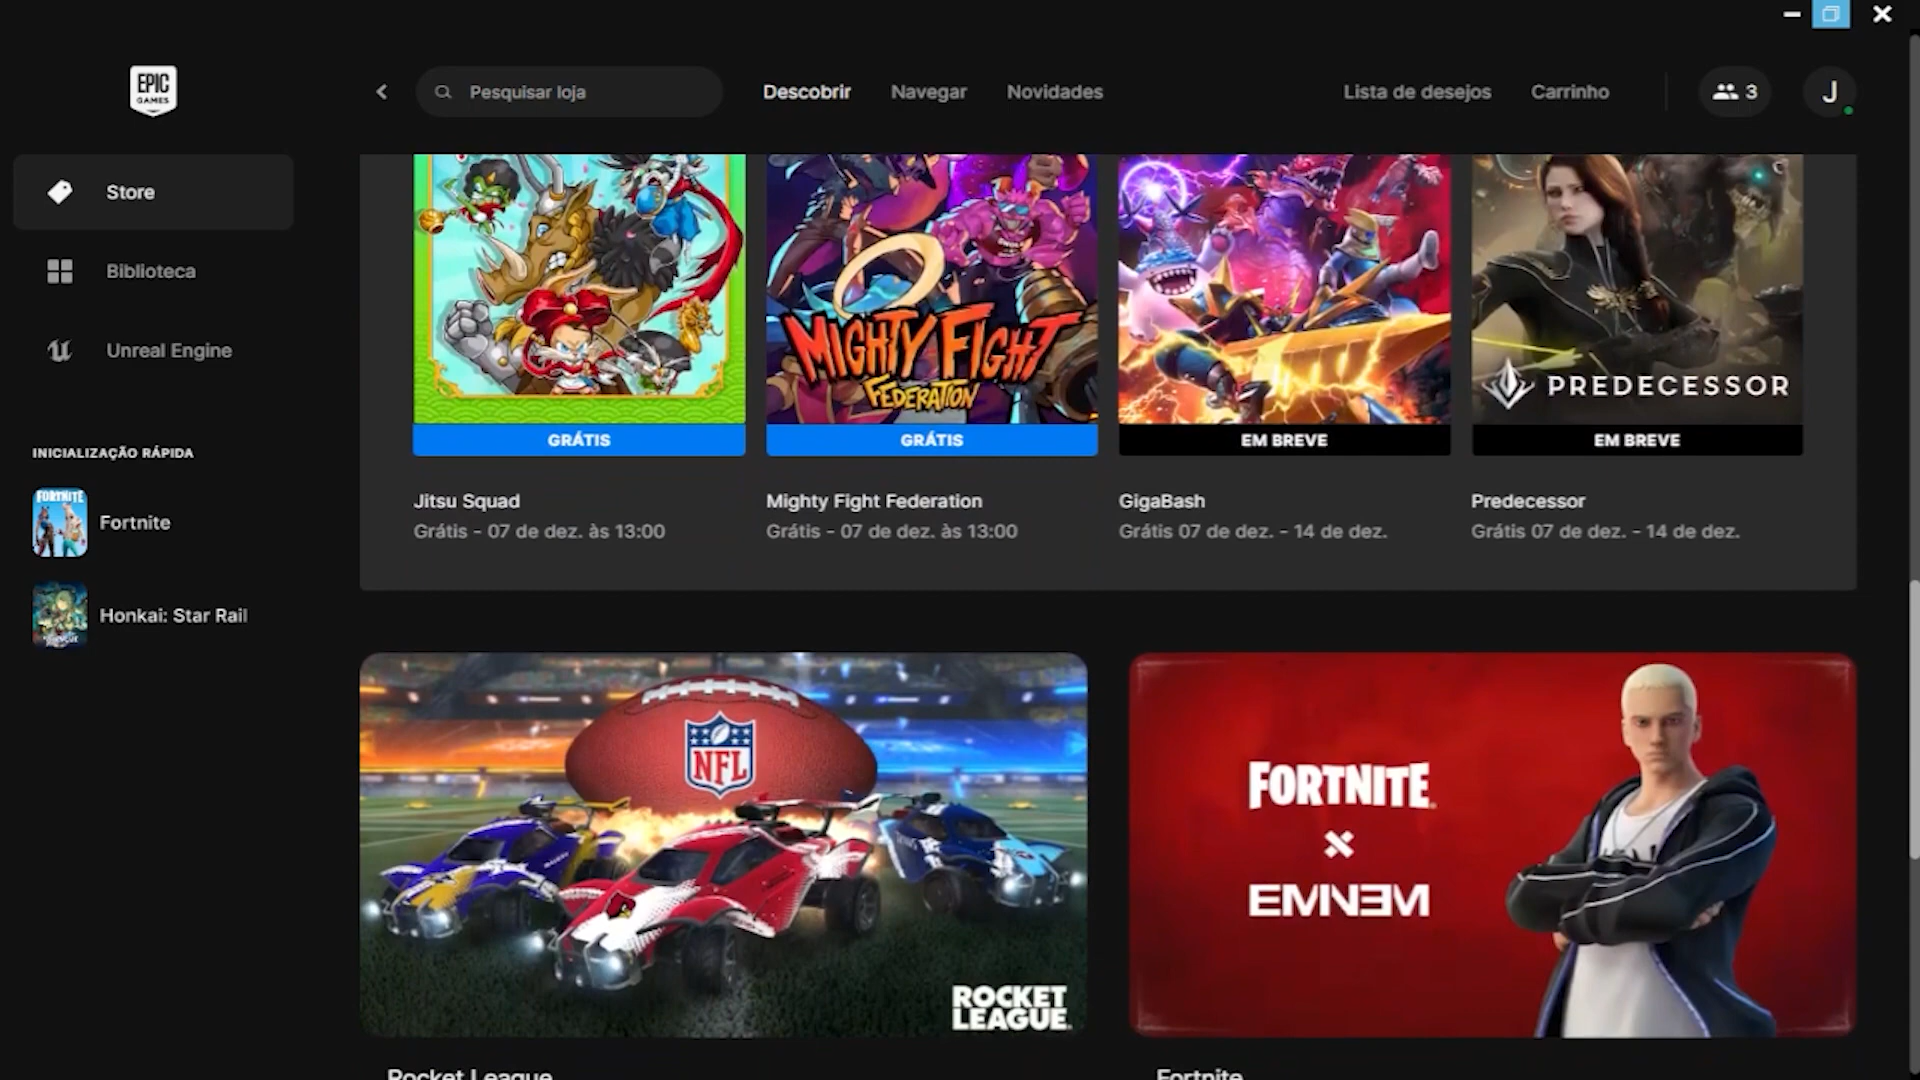 EPIC
GAMES
Pesquisar loja
Descobrir
Navegar
Novidades
Lista de desejos
Carrinho
3
J
Store
Biblioteca
Unreal Engine
INICIALIZAÇÃO RÁPIDA
FORTNITE
Fortnite
Honkai: Star Rail
MIGHTY FIGHT
FEDERATION
PREDECESSOR
GRÁTIS
GRÁTIS
EM BREVE
EM BREVE
Jitsu Squad
Grátis - 07 de dez. às 13:00
Mighty Fight Federation
Grátis - 07 de dez. às 13:00
GigaBash
Grátis 07 de dez. - 14 de dez.
Predecessor
Grátis 07 de dez. - 14 de dez.
NFL
ROCKET
LEAGUE
FORTNITE
X
EMINEM
Rocket League
Fortnite